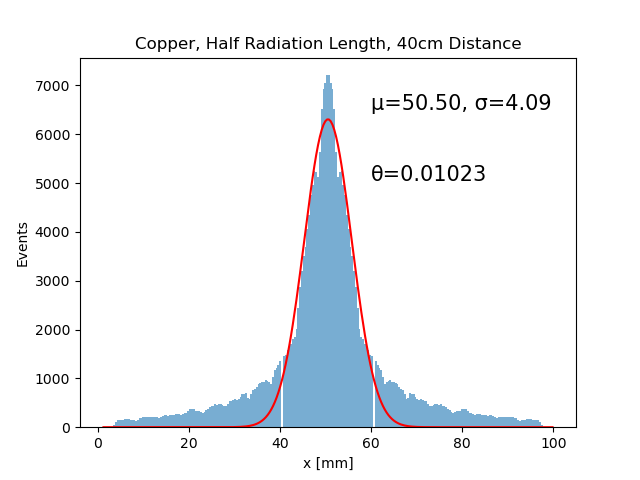 Copper, Half Radiation Length, 40cm Distance
μ=50.50, σ=4.09
θ=0.01023
Events
7000
6000
5000
4000
3000
2000
1000
0
0 20 40 60 80 100
x [mm]